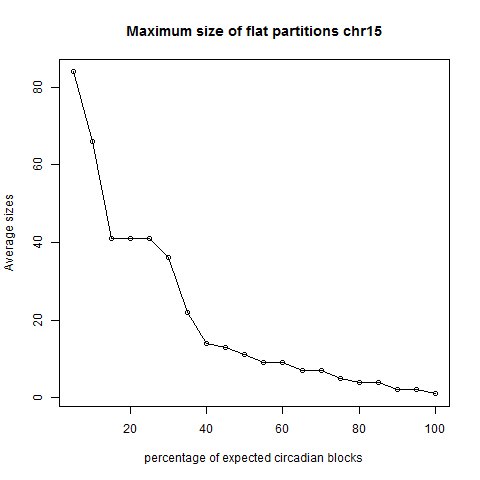 Maximum size of flat partitions chr15
Average sizes
80
60
40
20
0
20 40 60 80 100
percentage of expected circadian blocks